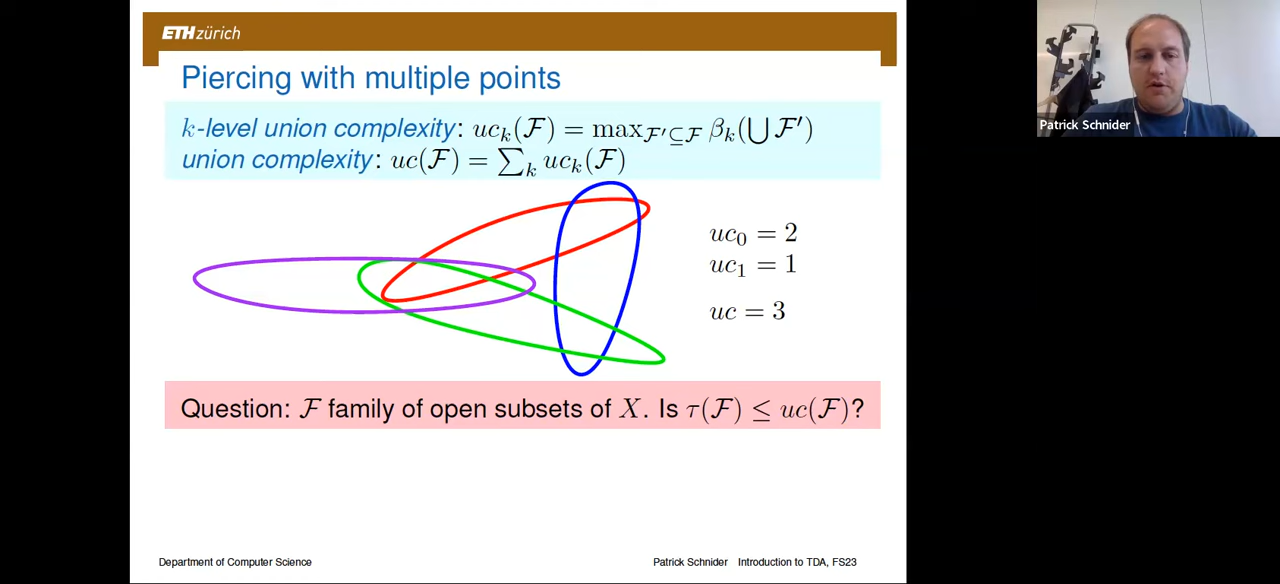 ETH zürich
Piercing with multiple points
k-level union complexity: uc_k(ℱ) = max_{ℱ′⊆ℱ} β_k(⋃ ℱ′)
union complexity: uc(ℱ) = ∑_k uc_k(ℱ)
uc₀ = 2
uc₁ = 1
uc = 3
Question: ℱ family of open subsets of X. Is τ(ℱ) ≤ uc(ℱ)?
Department of Computer Science
Patrick Schnider Introduction to TDA, FS23
Patrick Schnider